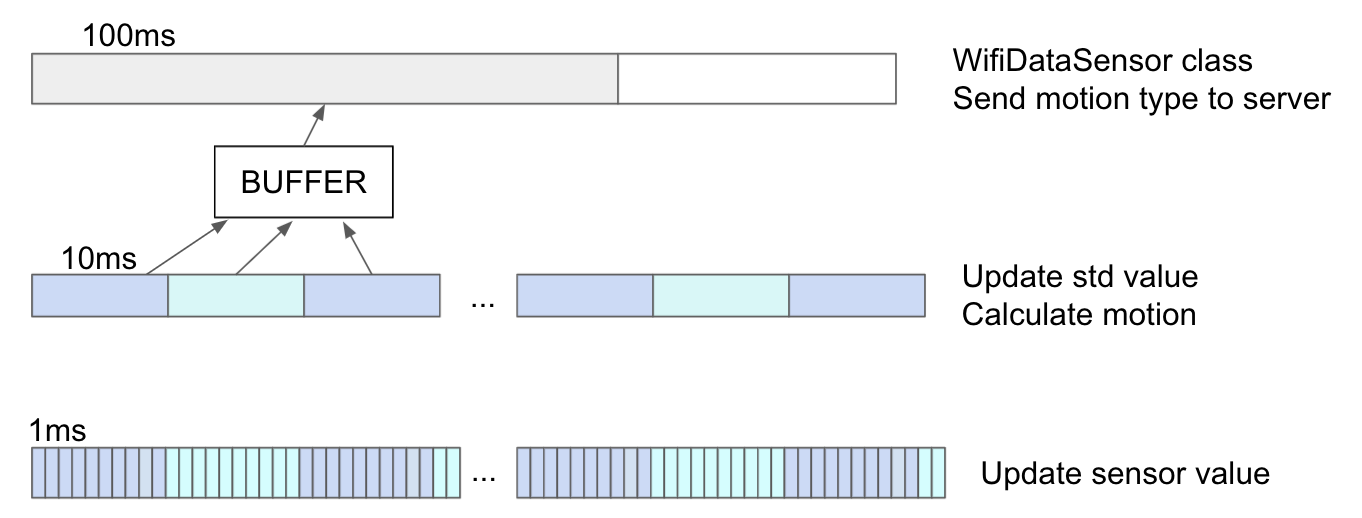 100ms
WifiDataSensor class
Send motion type to server
BUFFER
10ms
Update std value
Calculate motion
...
1ms
...
Update sensor value